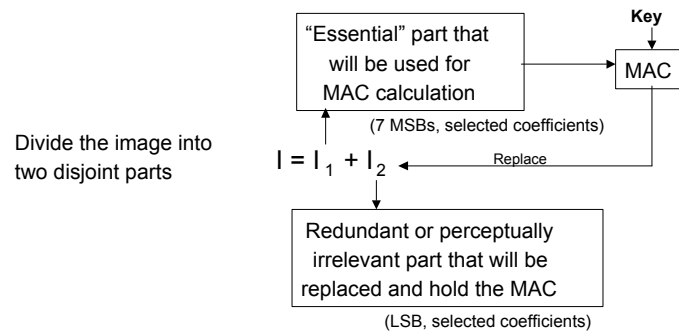 Key
“Essential” part that
will be used for
MAC calculation
MAC
(7 MSBs, selected coefficients)
Divide the image into
two disjoint parts
I = I1 + I2
Replace
Redundant or perceptually
irrelevant part that will be
replaced and hold the MAC
(LSB, selected coefficients)